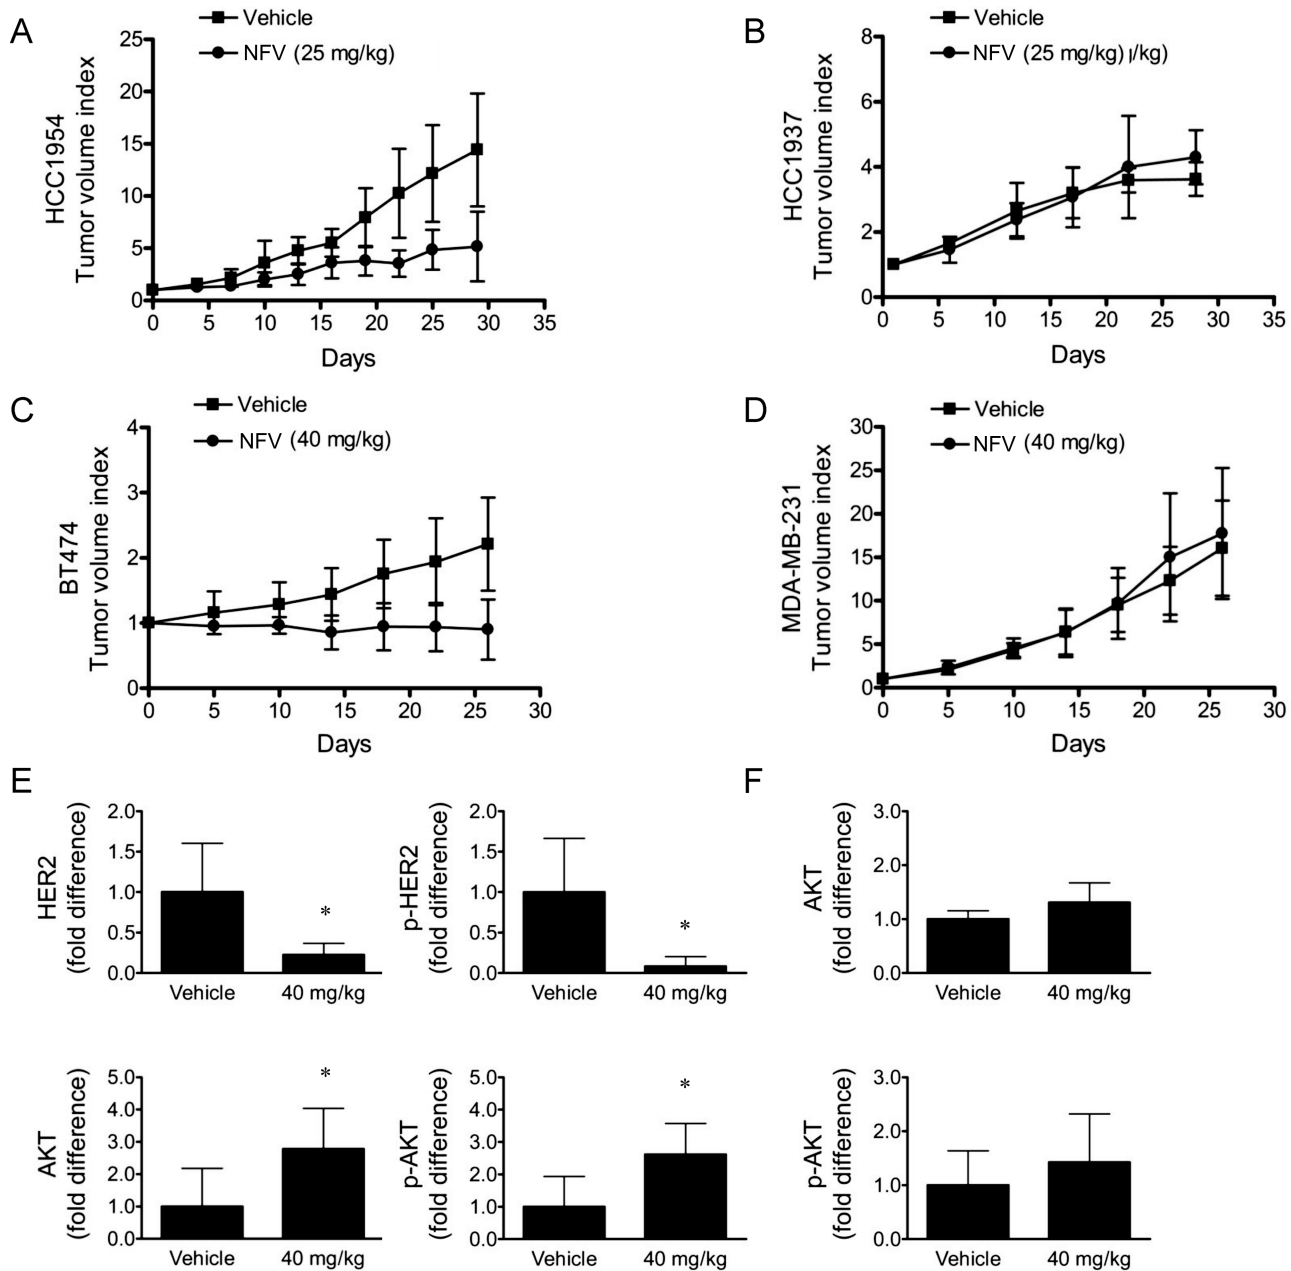 A
Vehicle
NFV (25 mg/kg)
HCC1954
Tumor volume index
25
20
15
10
5
0
0 5 10 15 20 25 30 35
Days
B
Vehicle
NFV (25 mg/kg) ı/kg)
HCC1937
Tumor volume index
8
6
4
2
0
0 5 10 15 20 25 30 35
Days
C
Vehicle
NFV (40 mg/kg)
BT474
Tumor volume index
4
3
2
1
0
0 5 10 15 20 25 30
Days
D
Vehicle
NFV (40 mg/kg)
MDA-MB-231
Tumor volume index
30
25
20
15
10
5
0
0 5 10 15 20 25 30
Days
E
HER2
(fold difference)
2.0
1.5
1.0
0.5
0.0
*
Vehicle 40 mg/kg
p-HER2
(fold difference)
2.0
1.5
1.0
0.5
0.0
*
Vehicle 40 mg/kg
AKT
(fold difference)
5.0
4.0
3.0
2.0
1.0
0.0
*
Vehicle 40 mg/kg
p-AKT
(fold difference)
5.0
4.0
3.0
2.0
1.0
0.0
*
Vehicle 40 mg/kg
F
AKT
(fold difference)
3.0
2.0
1.0
0.0
Vehicle 40 mg/kg
p-AKT
(fold difference)
3.0
2.0
1.0
0.0
Vehicle 40 mg/kg